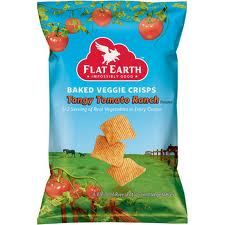 FLAT EARTH
IMPOSSIBLY GOOD
BAKED VEGGIE CRISPS
Tangy Tomato Ranch Flavored
1/2 Serving of Real Vegetables in Every Ounce